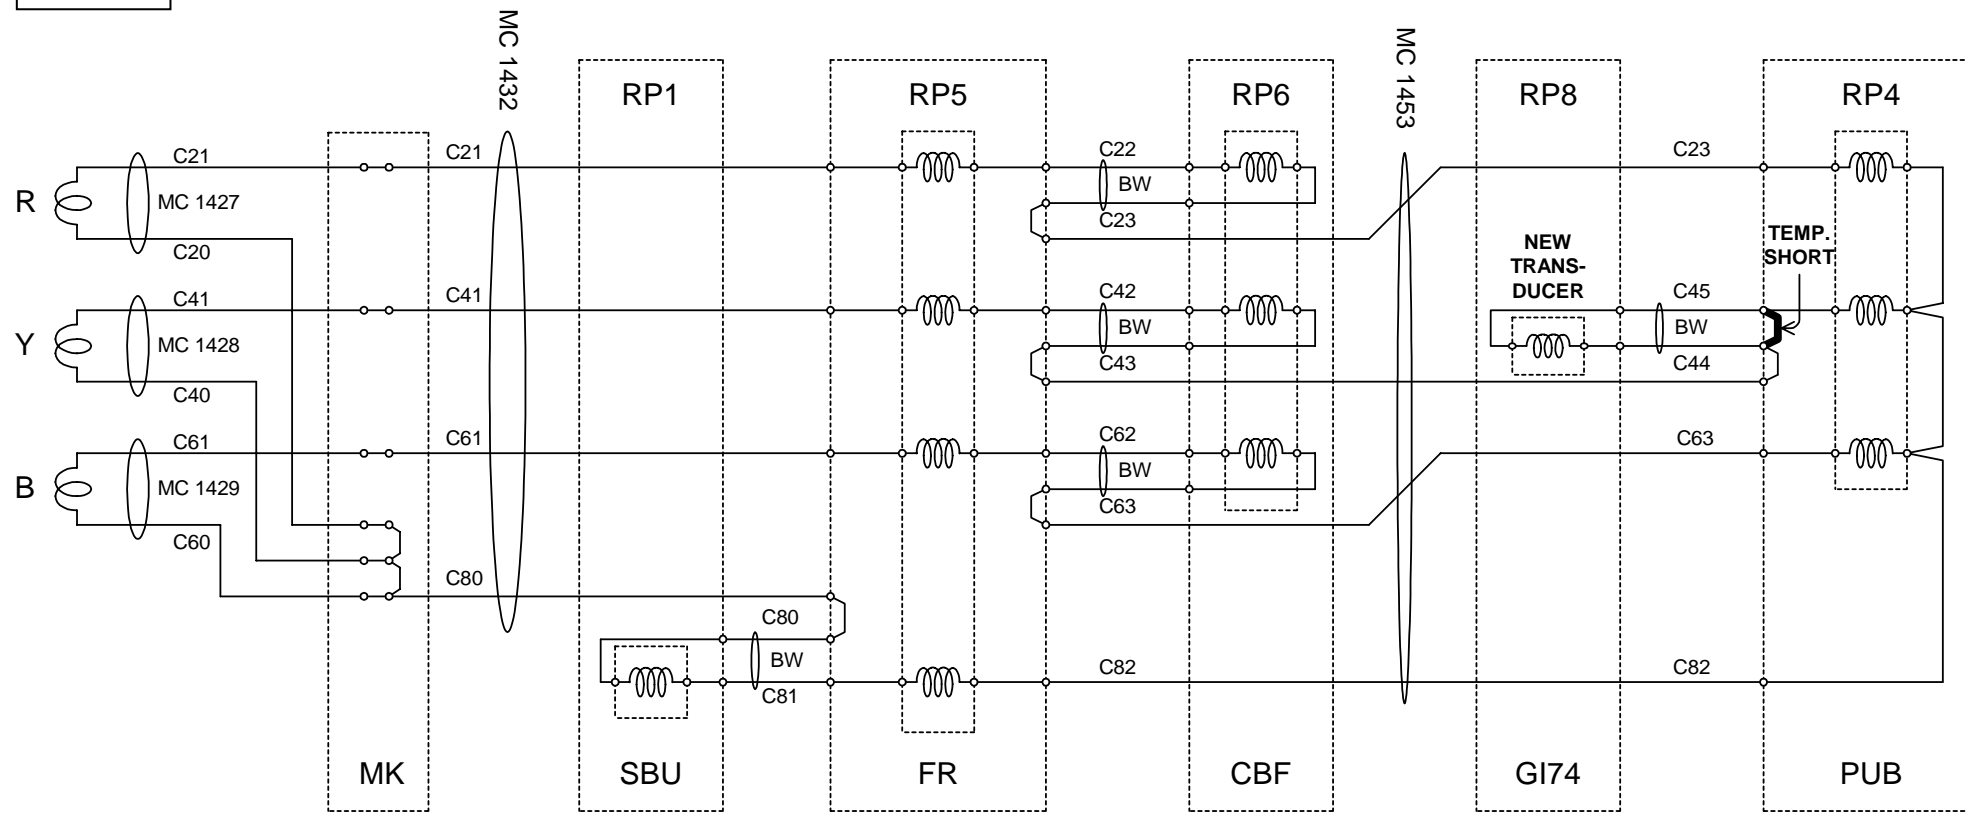 MC 1432
MC 1453
RP1
RP5
RP6
RP8
RP4
C21
C21
C22
C23
R
MC 1427
BW
C20
C23
NEW
TRANS-
DUCER
TEMP.
SHORT
C41
C41
C42
C45
Y
MC 1428
BW
BW
C40
C43
C44
C61
C61
C62
C63
B
MC 1429
BW
C60
C63
C80
C80
BW
C81
C82
C82
MK
SBU
FR
CBF
GI74
PUB